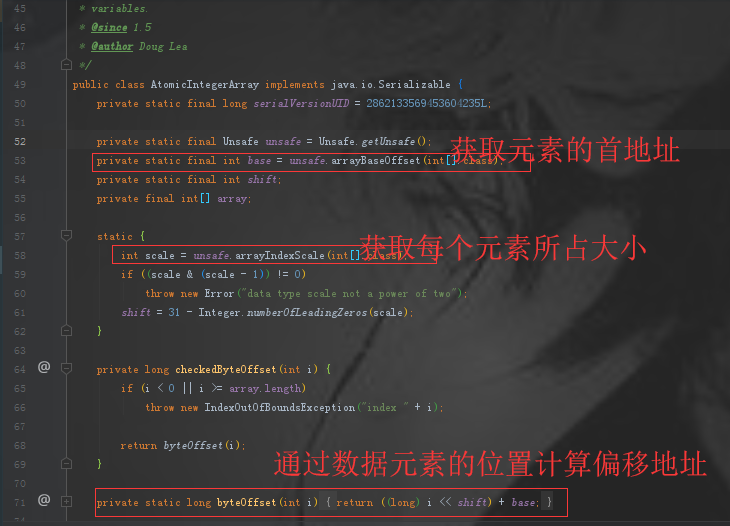 45 * variables.
46 * @since 1.5
47 * @author Doug Lea
48 */
49 public class AtomicIntegerArray implements java.io.Serializable {
50 private static final long serialVersionUID = 2862133569453604235L;
51
52 private static final Unsafe unsafe = Unsafe.getUnsafe();
53 private static final int base = unsafe.arrayBaseOffset(int[].class); 获取元素的首地址
54 private static final int shift;
55 private final int[] array;
56
57 static {
58 int scale = unsafe.arrayIndexScale(int[].class); 获取每个元素所占大小
59 if ((scale & (scale - 1)) != 0)
60 throw new Error("data type scale not a power of two");
61 shift = 31 - Integer.numberOfLeadingZeros(scale);
62 }
63
64 @ private long checkedByteOffset(int i) {
65 if (i < 0 || i >= array.length)
66 throw new IndexOutOfBoundsException("index " + i);
67
68 return byteOffset(i);
69 }
通过数据元素的位置计算偏移地址
70
71 @ private static long byteOffset(int i) { return ((long) i << shift) + base; }